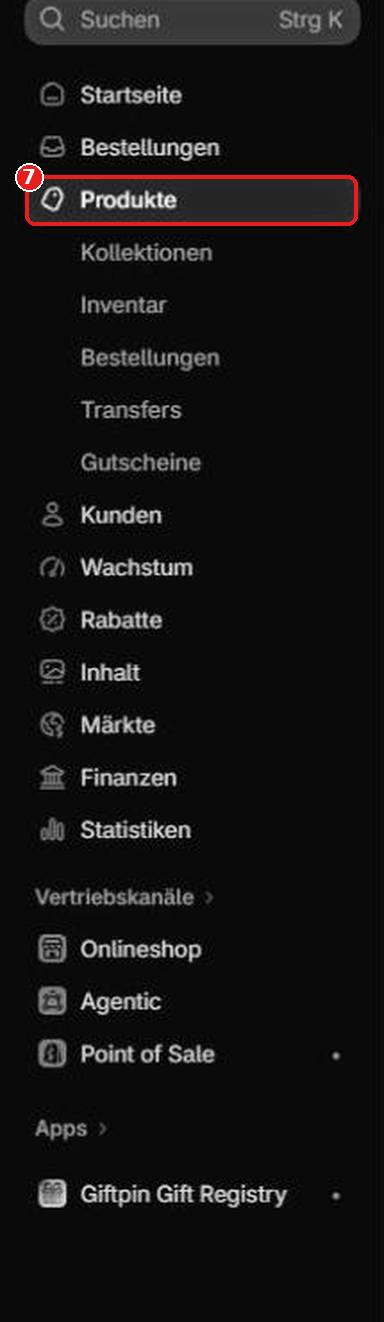 Suchen Strg K
Startseite
Bestellungen
7
Produkte
Kollektionen
Inventar
Bestellungen
Transfers
Gutscheine
Kunden
Wachstum
Rabatte
Inhalt
Märkte
Finanzen
Statistiken
Vertriebskanäle
Onlineshop
Agentic
Point of Sale
Apps
Giftpin Gift Registry